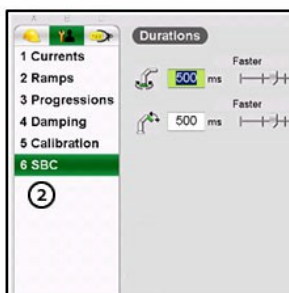 Durations
1 Currents
2 Ramps
3 Progressions
4 Damping
5 Calibration
6 SBC
2
Faster
500 ms
Faster
500 ms